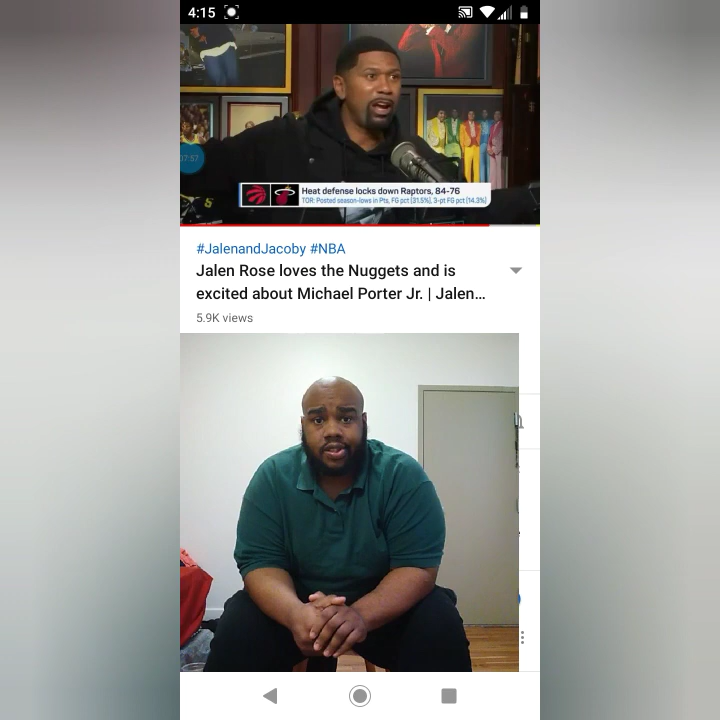 4:15
07:57
Heat defense locks down Raptors, 84-76
TOR: Posted season-lows in Pts, FG pct (31.5%), 3-pt FG pct (14.3%)
#JalenandJacoby #NBA
Jalen Rose loves the Nuggets and is
excited about Michael Porter Jr. | Jalen...
5.9K views